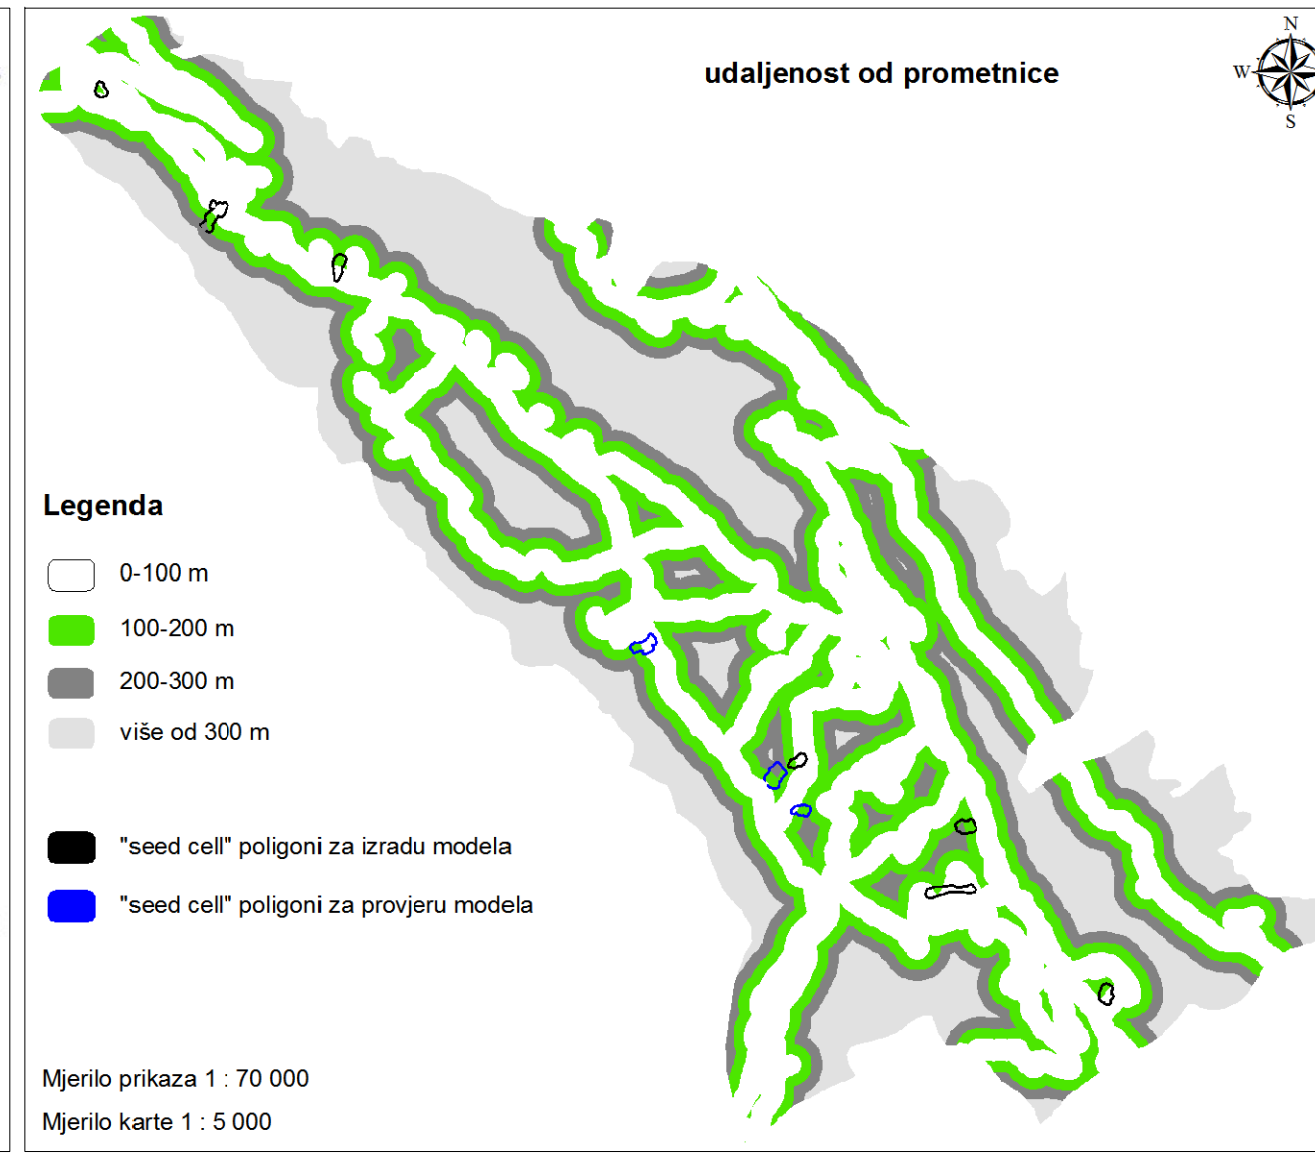 udaljenost od prometnice
N
W
S
Legenda
0-100 m
100-200 m
200-300 m
više od 300 m
"seed cell" poligoni za izradu modela
"seed cell" poligoni za provjeru modela
Mjerilo prikaza 1 : 70 000
Mjerilo karte 1 : 5 000